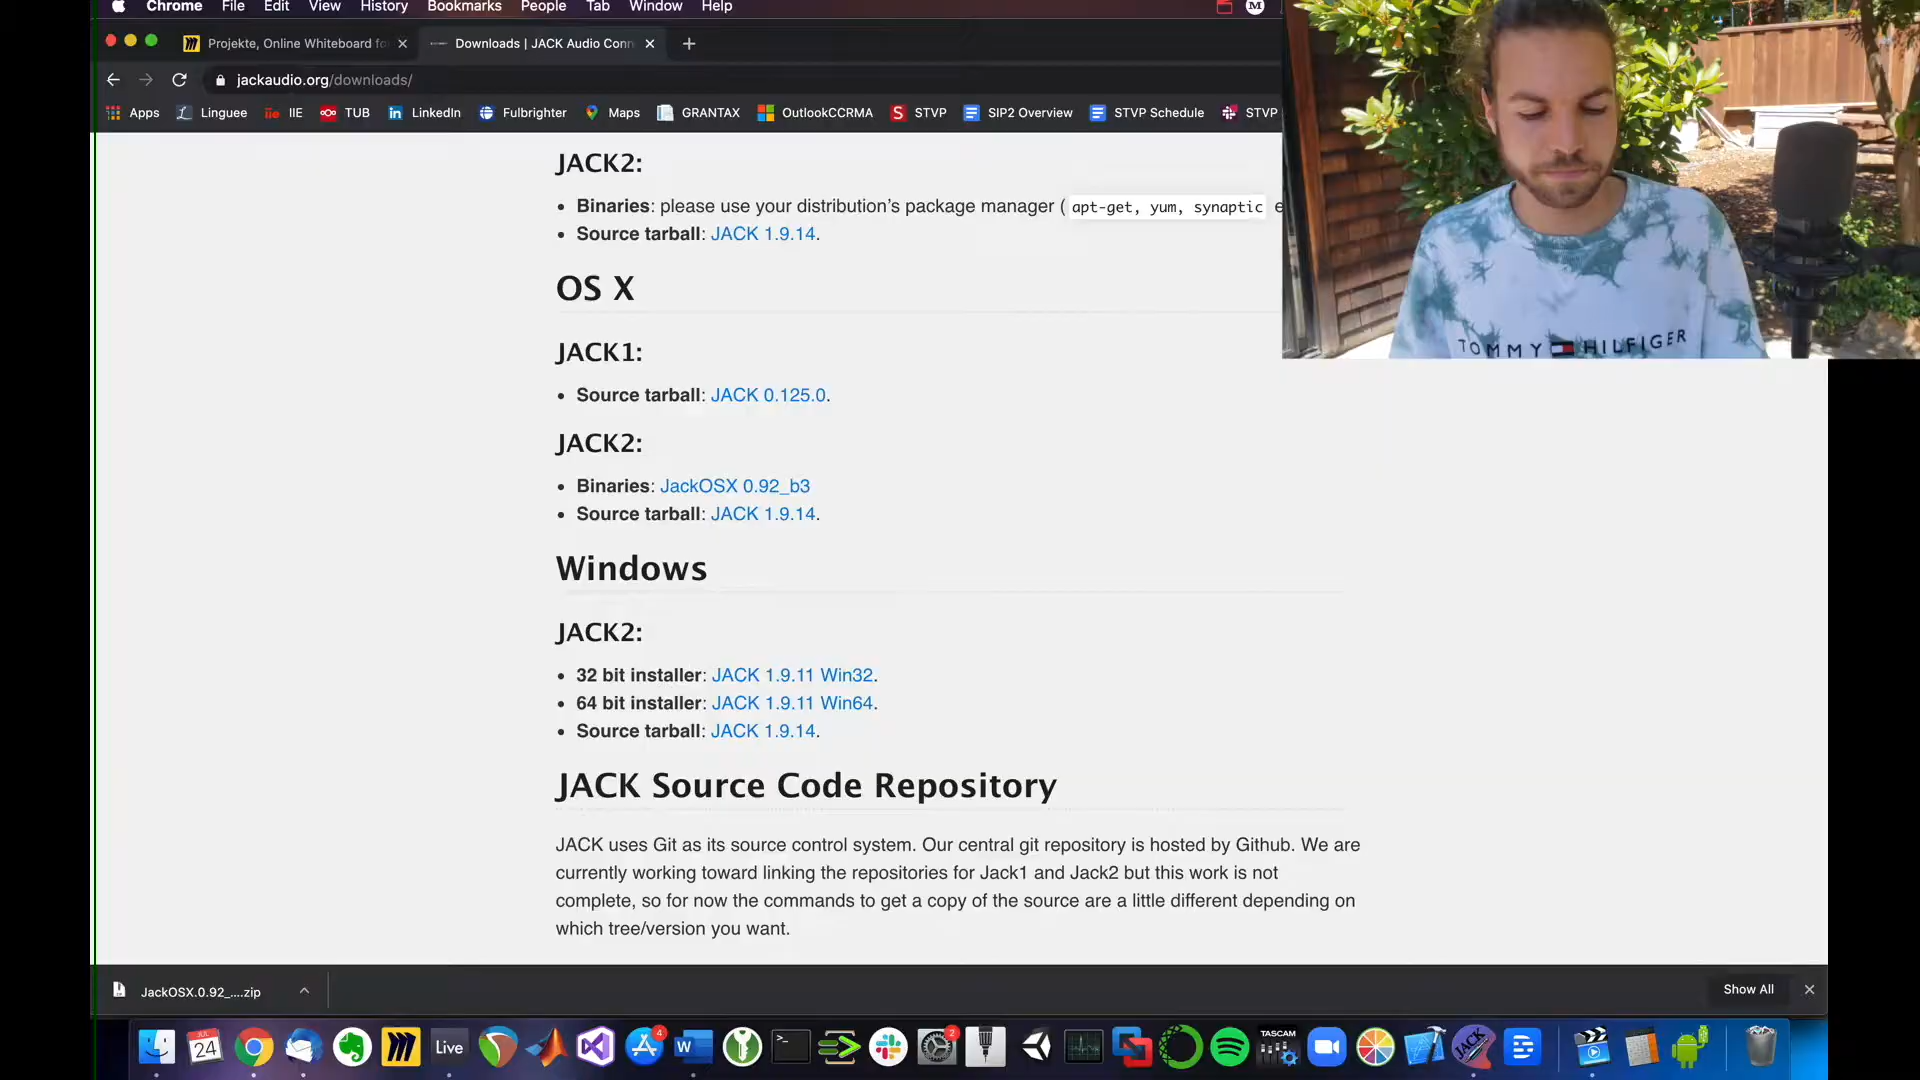 Chrome File Edit View History Bookmarks People Tab Window Help
M
Projekte, Online Whiteboard fo
Downloads | JACK Audio Conn
jackaudio.org/downloads/
Apps Linguee iie IIE TUB in LinkedIn Fulbrighter Maps GRANTAX OutlookCCRMA S STVP SIP2 Overview STVP Schedule STVP
JACK2:
Binaries: please use your distribution’s package manager ( apt-get, yum, synaptic e
Source tarball: JACK 1.9.14.
OS X
JACK1:
Source tarball: JACK 0.125.0.
JACK2:
Binaries: JackOSX 0.92_b3
Source tarball: JACK 1.9.14.
Windows
JACK2:
32 bit installer: JACK 1.9.11 Win32.
64 bit installer: JACK 1.9.11 Win64.
Source tarball: JACK 1.9.14.
JACK Source Code Repository
JACK uses Git as its source control system. Our central git repository is hosted by Github. We are
currently working toward linking the repositories for Jack1 and Jack2 but this work is not
complete, so for now the commands to get a copy of the source are a little different depending on
which tree/version you want.
TOMMY HILFIGER
JackOSX.0.92_....zip
Show All
JUL 24 Live 4 W >_ 2 TASCAM JACK